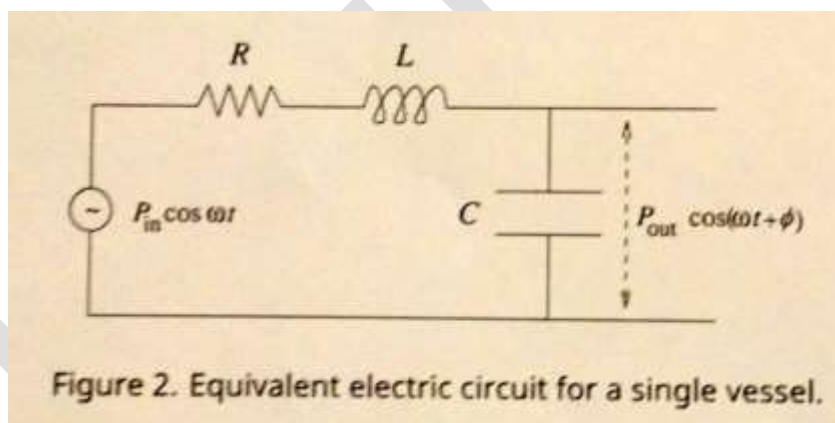 R
L
~
P_in cos ωt
C
P_out cos(ωt+ϕ)
Figure 2. Equivalent electric circuit for a single vessel.